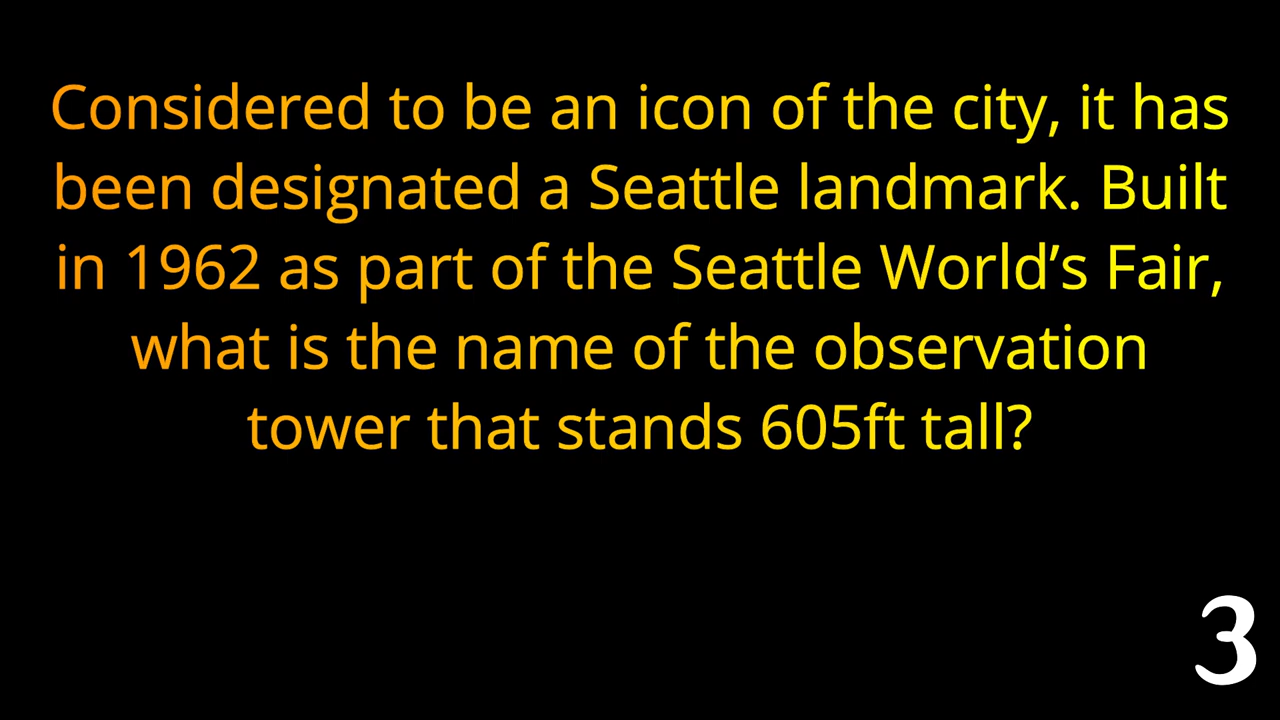 Considered to be an icon of the city, it has
been designated a Seattle landmark. Built
in 1962 as part of the Seattle World’s Fair,
what is the name of the observation
tower that stands 605ft tall?
3